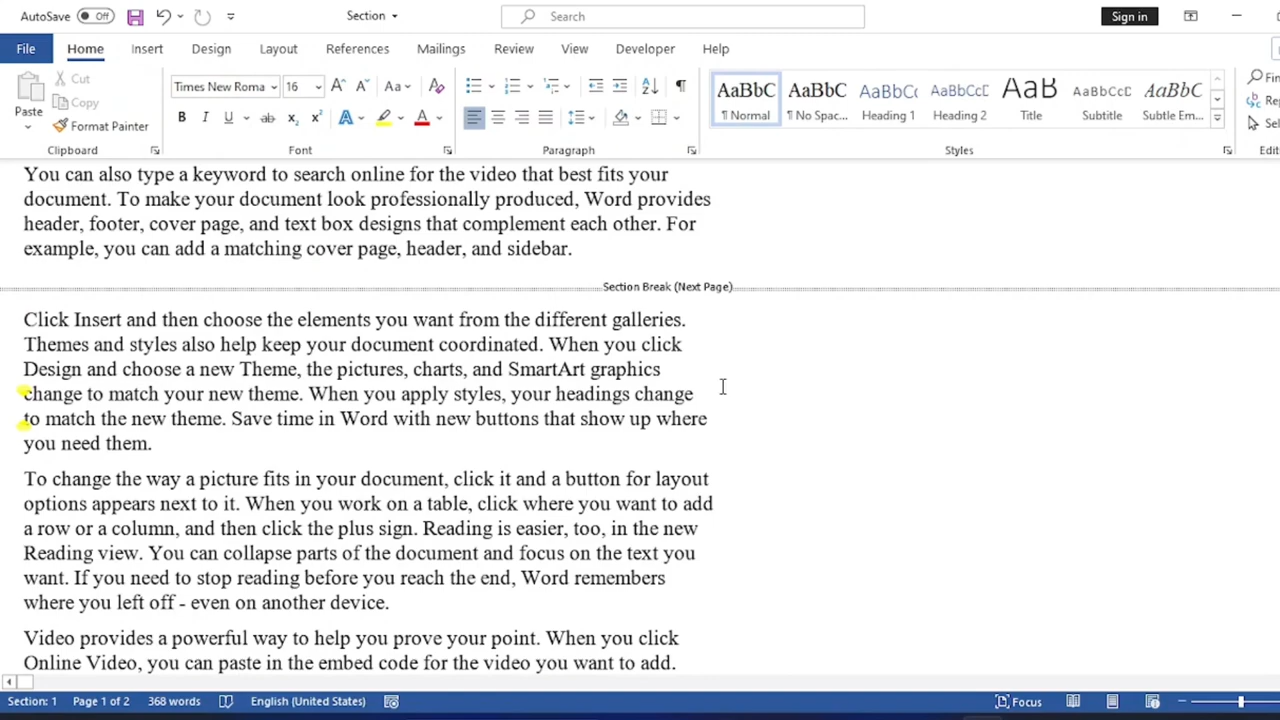 AutoSave Off Section Search Sign in
File Home Insert Design Layout References Mailings Review View Developer Help
Paste Cut Copy Format Painter Clipboard
Times New Roma 16 Aa
B I U ab x₂ x² A A Font
Paragraph
AaBbC AaBbC AaBbCc AaBbCcD AaB AaBbCcD AaBbC
¶ Normal ¶ No Spac... Heading 1 Heading 2 Title Subtitle Subtle Em...
Styles
You can also type a keyword to search online for the video that best fits your
document. To make your document look professionally produced, Word provides
header, footer, cover page, and text box designs that complement each other. For
example, you can add a matching cover page, header, and sidebar.
Section Break (Next Page)
Click Insert and then choose the elements you want from the different galleries.
Themes and styles also help keep your document coordinated. When you click
Design and choose a new Theme, the pictures, charts, and SmartArt graphics
change to match your new theme. When you apply styles, your headings change
to match the new theme. Save time in Word with new buttons that show up where
you need them.
To change the way a picture fits in your document, click it and a button for layout
options appears next to it. When you work on a table, click where you want to add
a row or a column, and then click the plus sign. Reading is easier, too, in the new
Reading view. You can collapse parts of the document and focus on the text you
want. If you need to stop reading before you reach the end, Word remembers
where you left off - even on another device.
Video provides a powerful way to help you prove your point. When you click
Online Video, you can paste in the embed code for the video you want to add.
Section: 1 Page 1 of 2 368 words English (United States) Focus